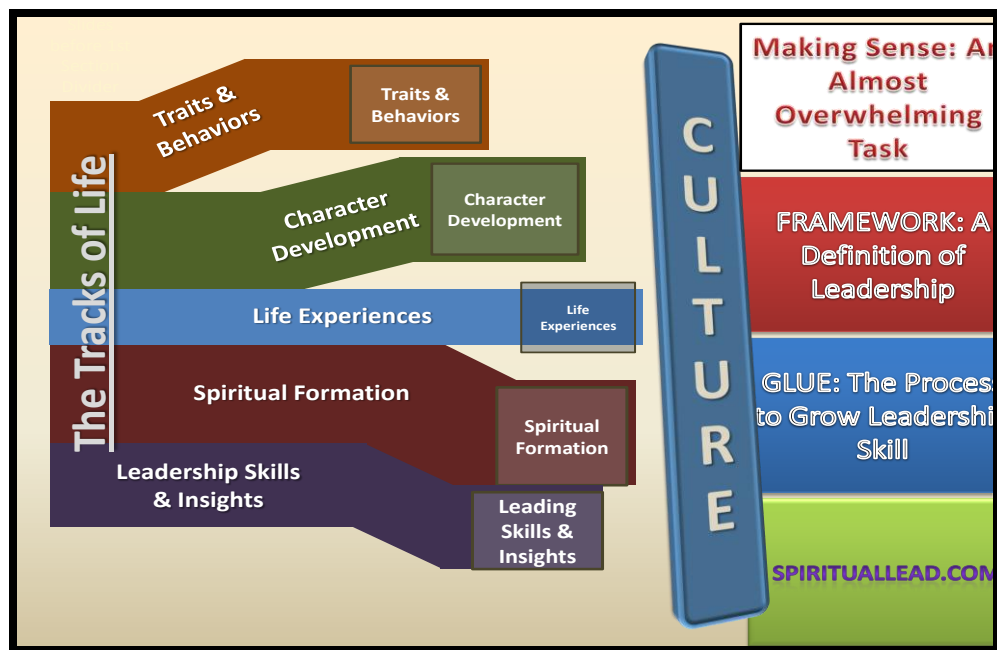 The Tracks of Life
Traits &
Behaviors
Traits &
Behaviors
Character
Development
Character
Development
Life Experiences
Life
Experiences
Spiritual Formation
Spiritual
Formation
Leadership Skills
& Insights
Leading
Skills &
Insights
CULTURE
Making Sense: An
Almost
Overwhelming
Task
FRAMEWORK: A
Definition of
Leadership
GLUE: The Proces
to Grow Leadershi
Skill
SPIRITUALLEAD.COM